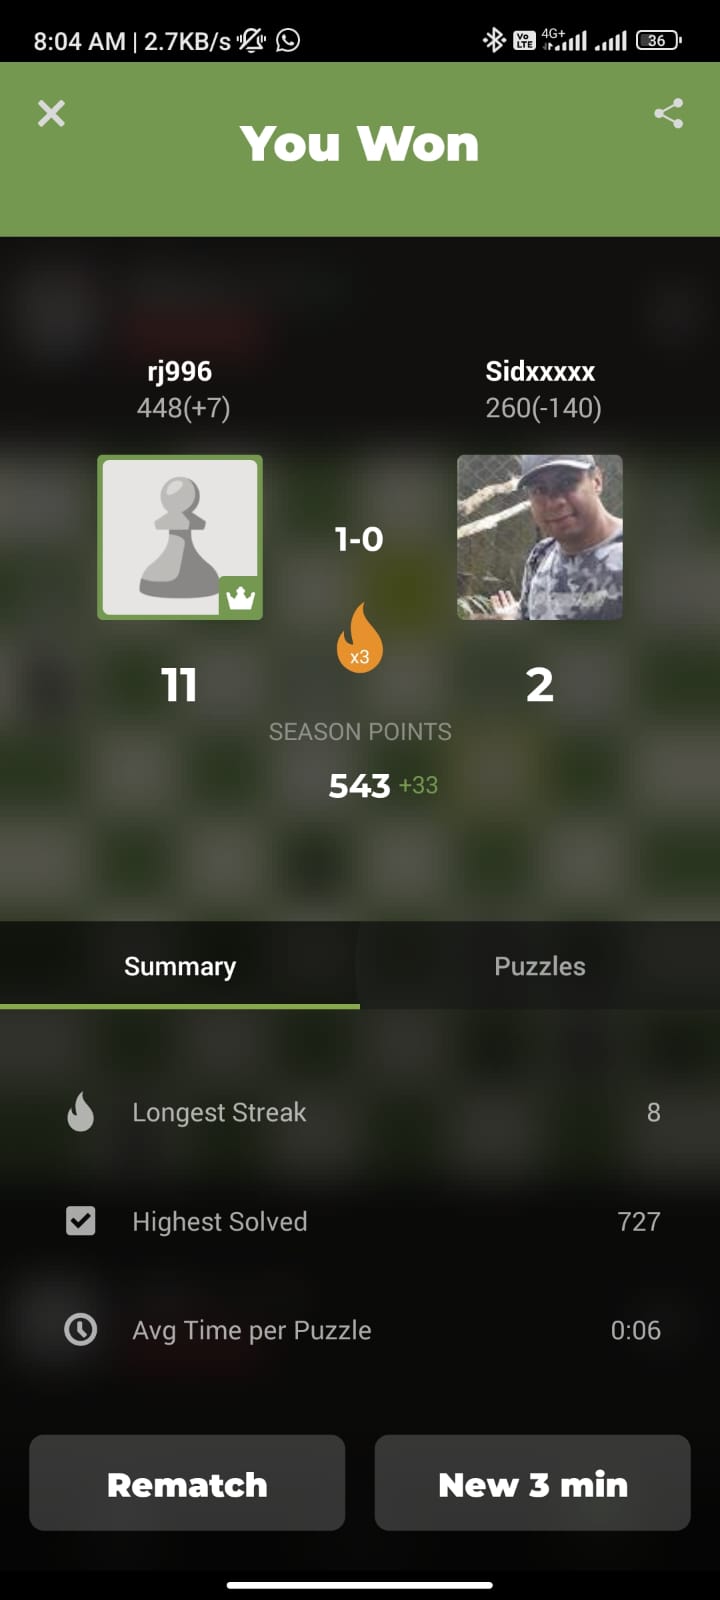 8:04 AM | 2.7KB/s
Vo LTE 4G+ 36
You Won
rj996 Sidxxxxx
448(+7) 260(-140)
1-0
x3
11 2
SEASON POINTS
543 +33
Summary Puzzles
Longest Streak 8
Highest Solved 727
Avg Time per Puzzle 0:06
Rematch New 3 min